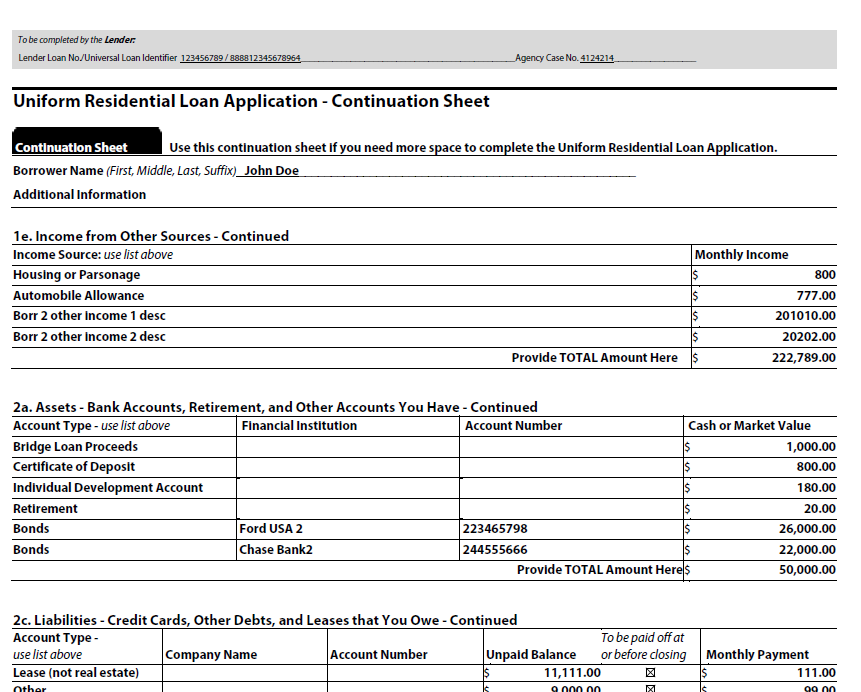 To be completed by the Lender:
Lender Loan No./Universal Loan Identifier 123456789 / 888812345678964 Agency Case No. 4124214
Uniform Residential Loan Application - Continuation Sheet
Continuation Sheet Use this continuation sheet if you need more space to complete the Uniform Residential Loan Application.
Borrower Name (First, Middle, Last, Suffix) John Doe
Additional Information
1e. Income from Other Sources - Continued
Income Source: use list above Monthly Income
Housing or Parsonage $ 800
Automobile Allowance $ 777.00
Borr 2 other income 1 desc $ 201010.00
Borr 2 other income 2 desc $ 20202.00
Provide TOTAL Amount Here $ 222,789.00
2a. Assets - Bank Accounts, Retirement, and Other Accounts You Have - Continued
Account Type - use list above Financial Institution Account Number Cash or Market Value
Bridge Loan Proceeds $ 1,000.00
Certificate of Deposit $ 800.00
Individual Development Account $ 180.00
Retirement $ 20.00
Bonds Ford USA 2 223465798 $ 26,000.00
Bonds Chase Bank2 244555666 $ 22,000.00
Provide TOTAL Amount Here $ 50,000.00
2c. Liabilities - Credit Cards, Other Debts, and Leases that You Owe - Continued
Account Type - To be paid off at
use list above Company Name Account Number Unpaid Balance or before closing Monthly Payment
Lease (not real estate) $ 11,111.00 ☒ $ 111.00
Other $ 9,000.00 ☒ $ 99.00